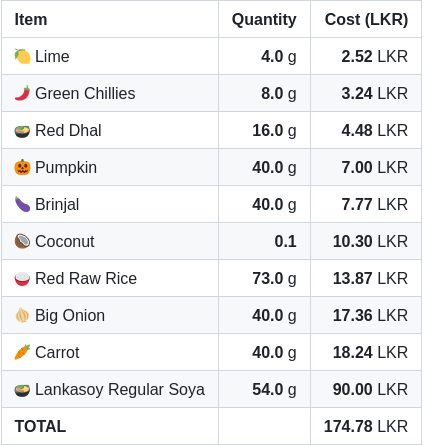 Item Quantity Cost (LKR)
Lime 4.0 g 2.52 LKR
Green Chillies 8.0 g 3.24 LKR
Red Dhal 16.0 g 4.48 LKR
Pumpkin 40.0 g 7.00 LKR
Brinjal 40.0 g 7.77 LKR
Coconut 0.1 10.30 LKR
Red Raw Rice 73.0 g 13.87 LKR
Big Onion 40.0 g 17.36 LKR
Carrot 40.0 g 18.24 LKR
Lankasoy Regular Soya 54.0 g 90.00 LKR
TOTAL 174.78 LKR